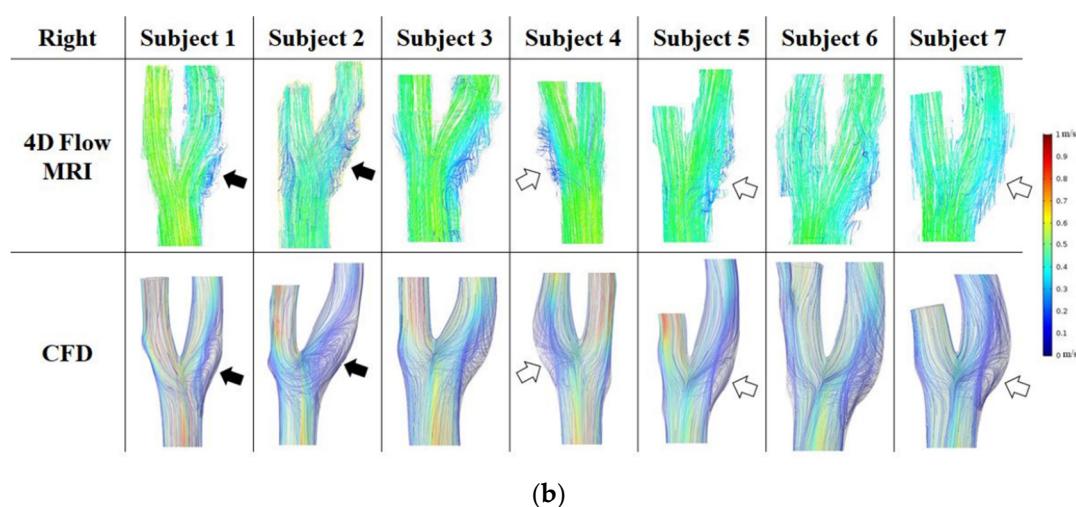 Right Subject 1 Subject 2 Subject 3 Subject 4 Subject 5 Subject 6 Subject 7
4D Flow
MRI
CFD
1 m/s
0.9
0.8
0.7
0.6
0.5
0.4
0.3
0.2
0.1
0 m/s
(b)